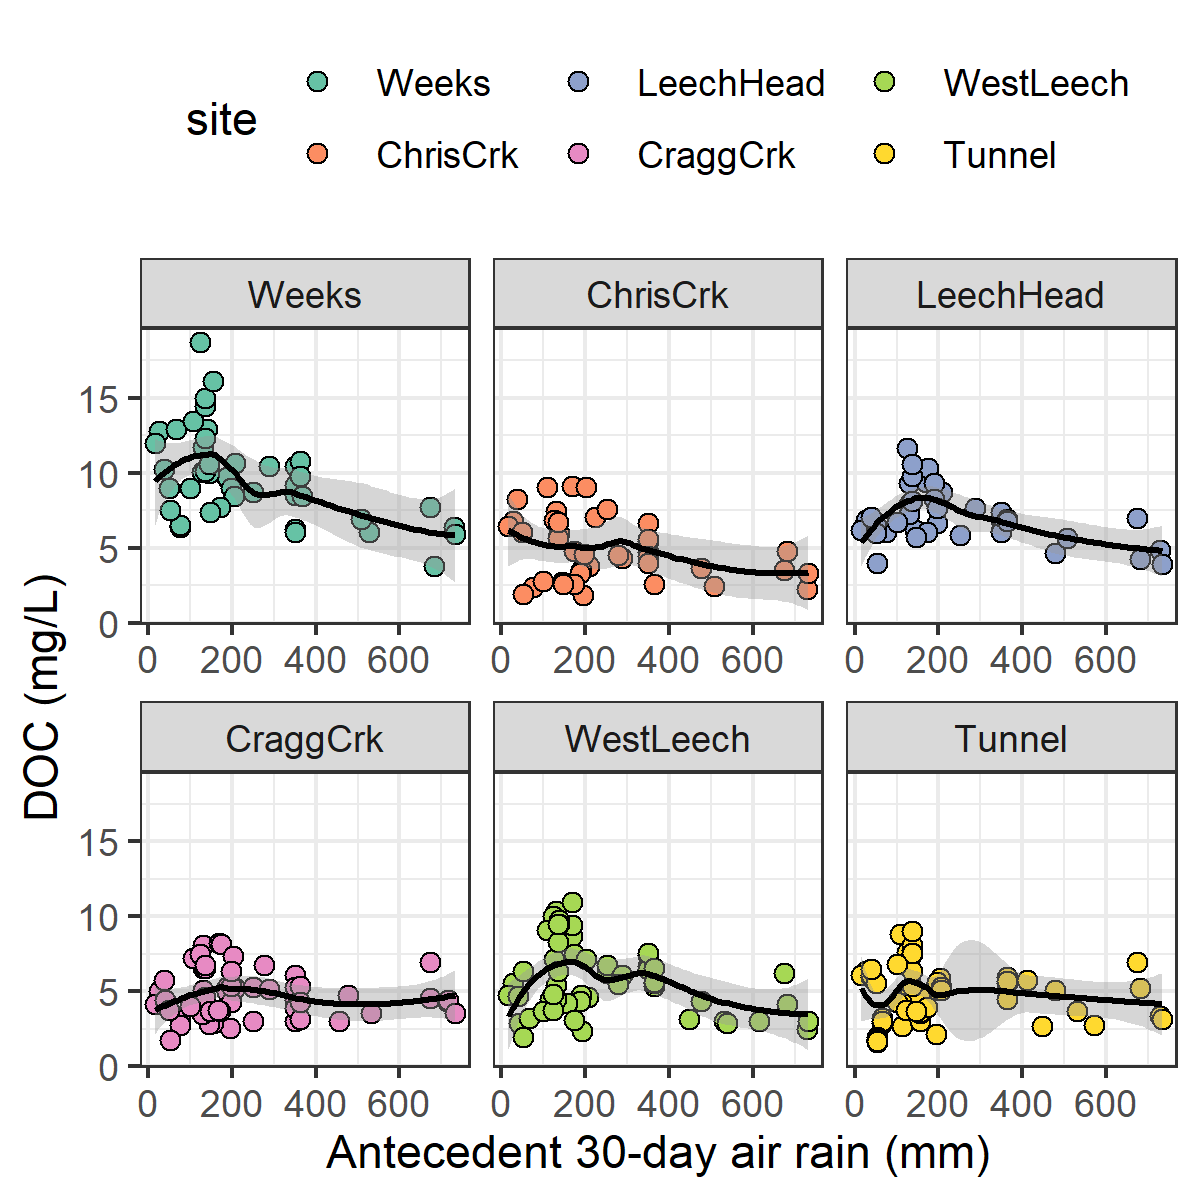 site
Weeks LeechHead WestLeech
ChrisCrk CraggCrk Tunnel
Weeks ChrisCrk LeechHead
15
10
5
0
0 200 400 600 0 200 400 600 0 200 400 600
CraggCrk WestLeech Tunnel
15
10
5
0
0 200 400 600 0 200 400 600 0 200 400 600
DOC (mg/L)
Antecedent 30-day air rain (mm)